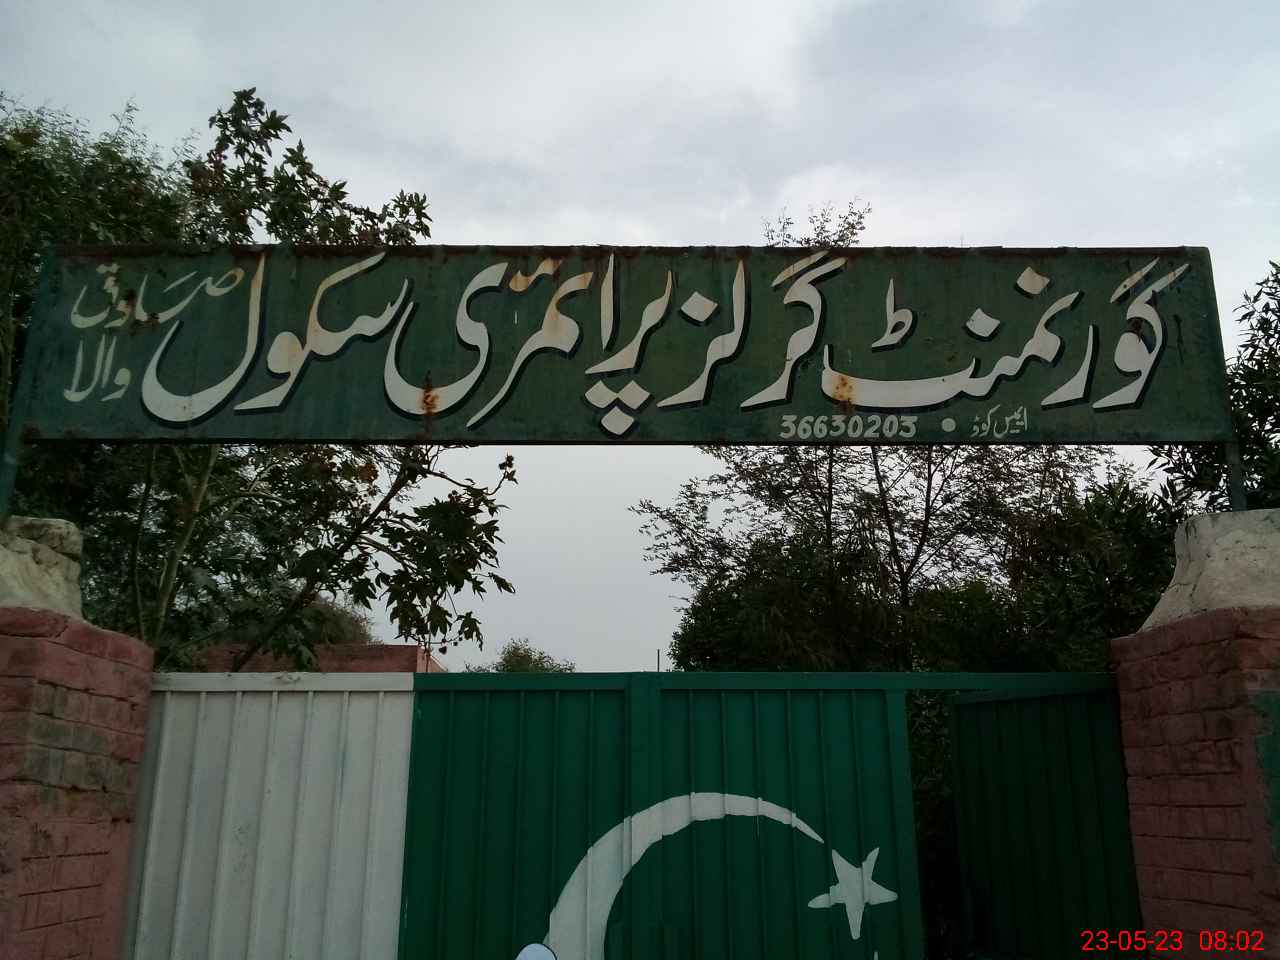 گورنمنٹ گرلز پرائمری سکول صادق والا
ایمس کوڈ • 36630203
23-05-23 08:02